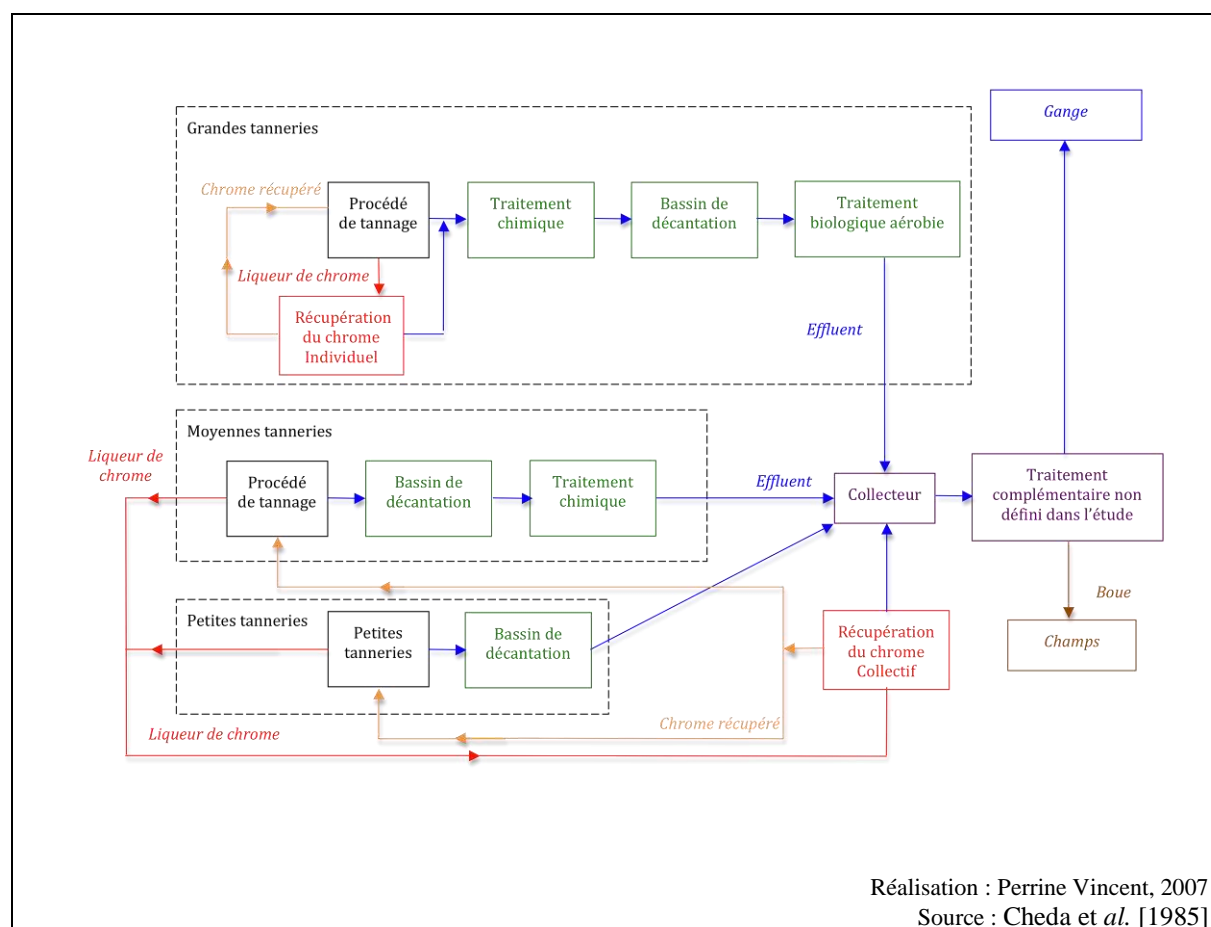 Gange
Grandes tanneries
Chrome récupéré
Procédé
de tannage
Traitement
chimique
Bassin de
décantation
Traitement
biologique aérobie
Liqueur de chrome
Récupération
du chrome
Individuel
Effluent
Moyennes tanneries
Liqueur de
chrome
Procédé
de tannage
Bassin de
décantation
Traitement
chimique
Effluent
Collecteur
Traitement
complémentaire non
défini dans l'étude
Petites tanneries
Petites
tanneries
Bassin de
décantation
Récupération
du chrome
Collectif
Boue
Champs
Liqueur de chrome
Chrome récupéré
Réalisation : Perrine Vincent, 2007
Source : Cheda et al. [1985]